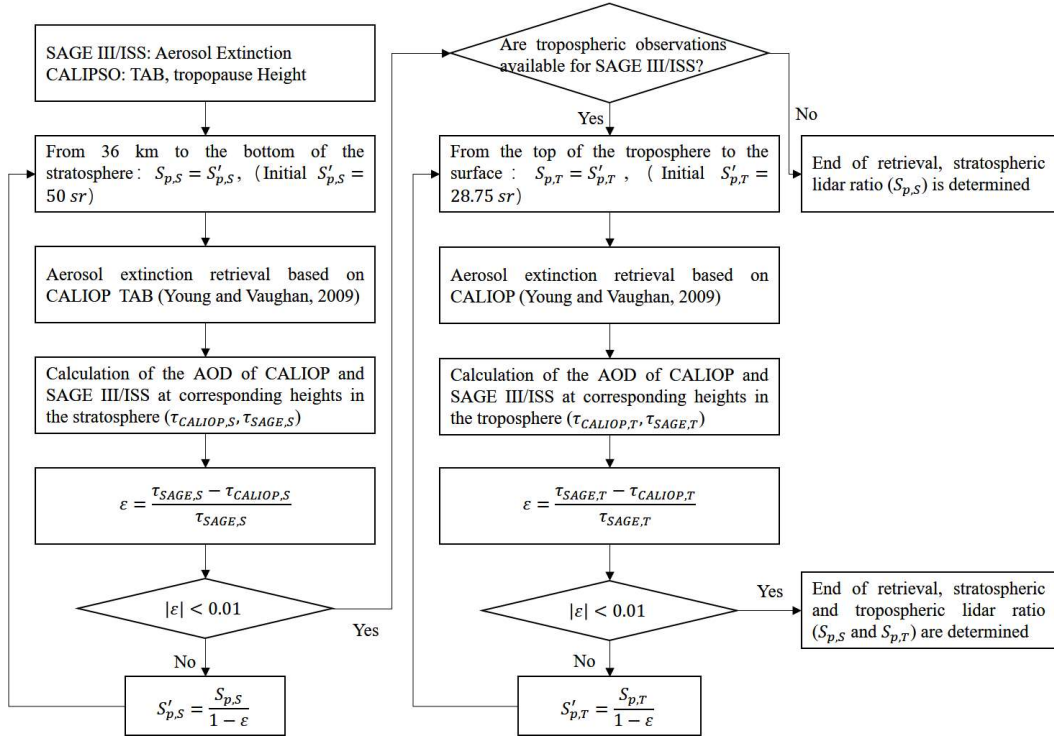 SAGE III/ISS: Aerosol Extinction
CALIPSO: TAB, tropopause Height
From 36 km to the bottom of the
stratosphere: S_{p,S} = S′_{p,S}, (Initial S′_{p,S} =
50 sr)
Aerosol extinction retrieval based on
CALIOP TAB (Young and Vaughan, 2009)
Calculation of the AOD of CALIOP and
SAGE III/ISS at corresponding heights in
the stratosphere (τ_{CALIOP,S}, τ_{SAGE,S})
ε = \frac{τ_{SAGE,S} − τ_{CALIOP,S}}{τ_{SAGE,S}}
|ε| < 0.01
Yes
No
S′_{p,S} = \frac{S_{p,S}}{1 − ε}
Are tropospheric observations
available for SAGE III/ISS?
Yes
No
From the top of the troposphere to the
surface : S_{p,T} = S′_{p,T} , ( Initial S′_{p,T} =
28.75 sr)
End of retrieval, stratospheric
lidar ratio (S_{p,S}) is determined
Aerosol extinction retrieval based on
CALIOP (Young and Vaughan, 2009)
Calculation of the AOD of CALIOP and
SAGE III/ISS at corresponding heights in
the troposphere (τ_{CALIOP,T}, τ_{SAGE,T})
ε = \frac{τ_{SAGE,T} − τ_{CALIOP,T}}{τ_{SAGE,T}}
|ε| < 0.01
Yes
End of retrieval, stratospheric
and tropospheric lidar ratio
(S_{p,S} and S_{p,T}) are determined
No
S′_{p,T} = \frac{S_{p,T}}{1 − ε}